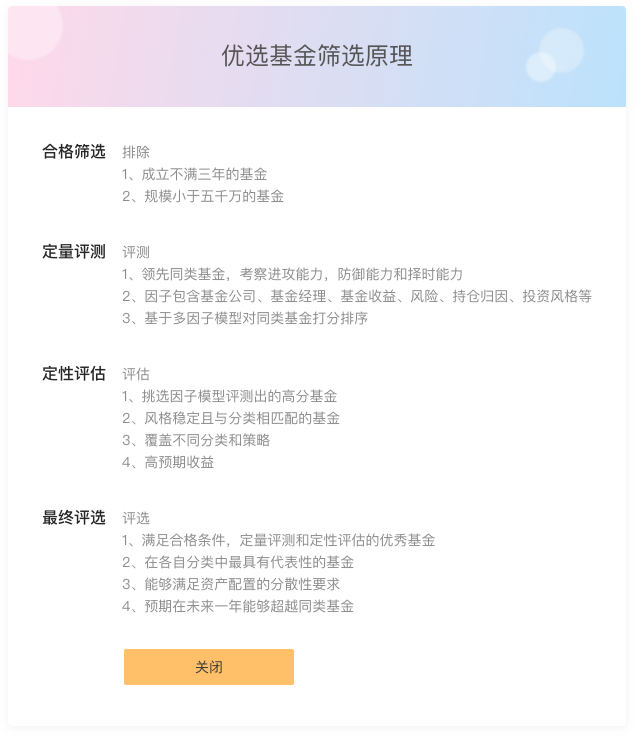 优选基金筛选原理
合格筛选 排除
1、成立不满三年的基金
2、规模小于五千万的基金
定量评测 评测
1、领先同类基金，考察进攻能力，防御能力和择时能力
2、因子包含基金公司、基金经理、基金收益、风险、持仓归因、投资风格等
3、基于多因子模型对同类基金打分排序
定性评估 评估
1、挑选因子模型评测出的高分基金
2、风格稳定且与分类相匹配的基金
3、覆盖不同分类和策略
4、高预期收益
最终评选 评选
1、满足合格条件，定量评测和定性评估的优秀基金
2、在各自分类中最具有代表性的基金
3、能够满足资产配置的分散性要求
4、预期在未来一年能够超越同类基金
关闭